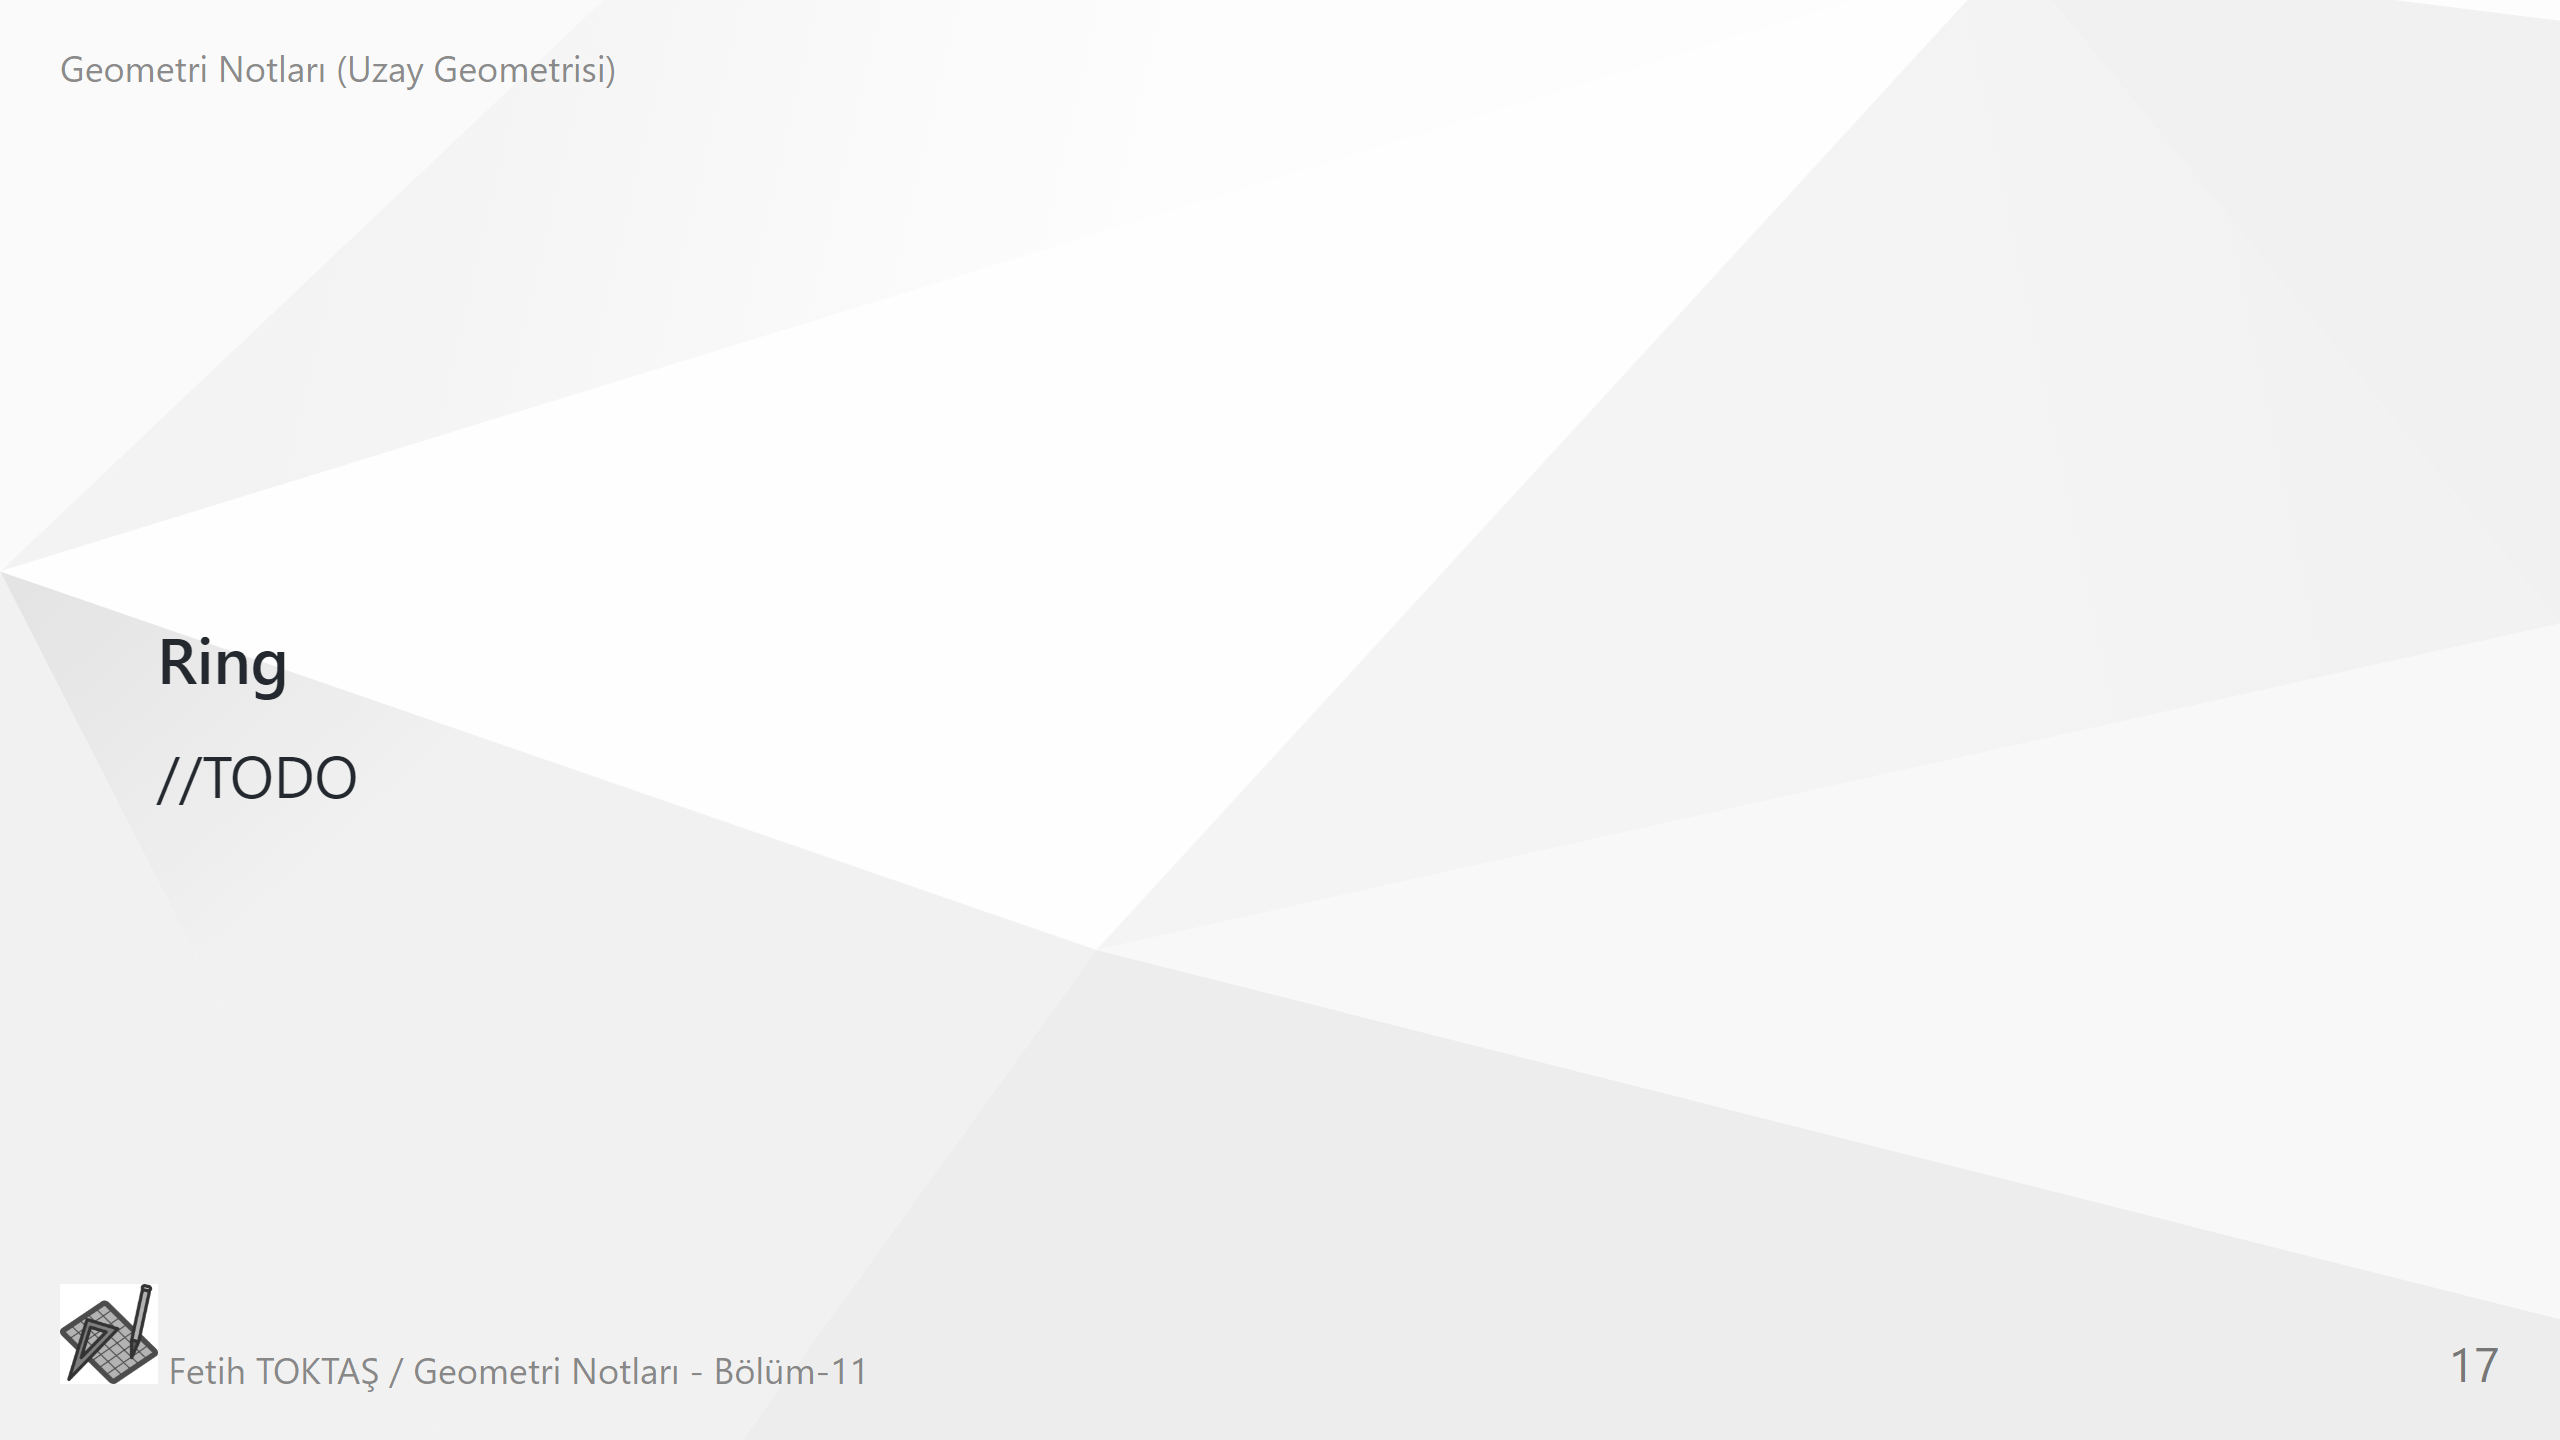 Geometri Notları (Uzay Geometrisi)
Ring
//TODO
Fetih TOKTAŞ / Geometri Notları - Bölüm-11
17